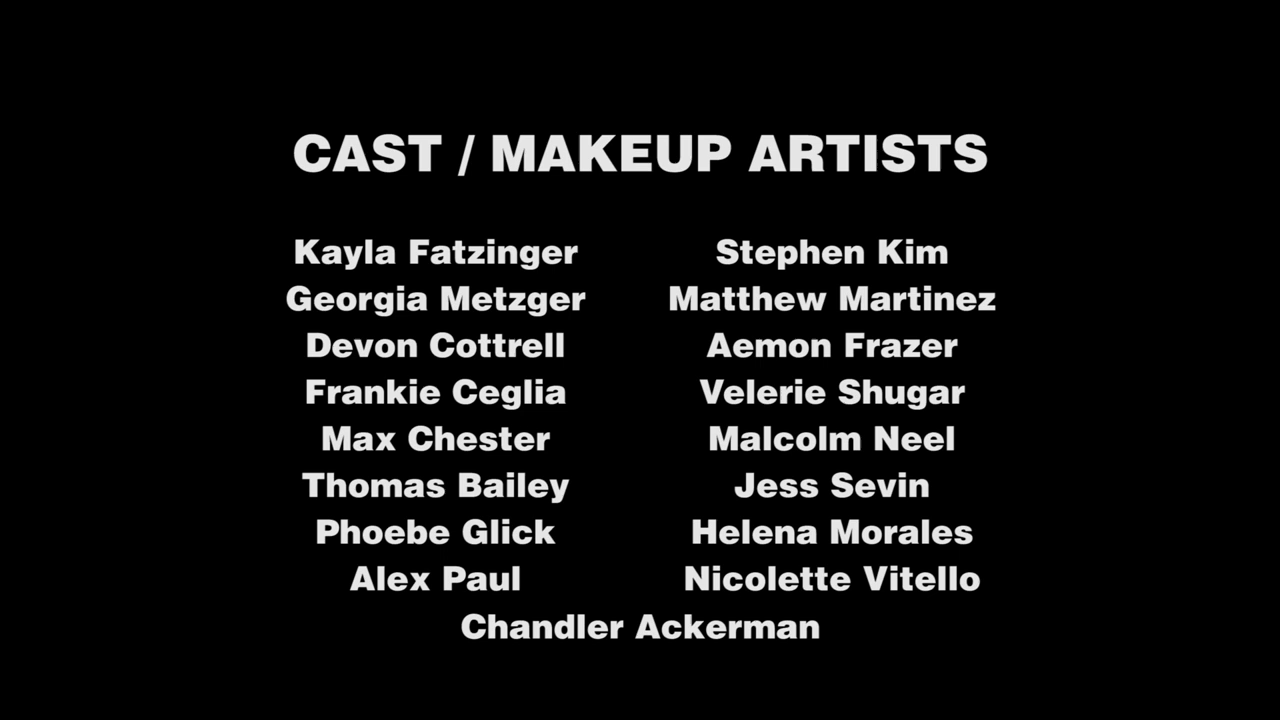 CAST / MAKEUP ARTISTS
Kayla Fatzinger
Georgia Metzger
Devon Cottrell
Frankie Ceglia
Max Chester
Thomas Bailey
Phoebe Glick
Alex Paul
Stephen Kim
Matthew Martinez
Aemon Frazer
Velerie Shugar
Malcolm Neel
Jess Sevin
Helena Morales
Nicolette Vitello
Chandler Ackerman